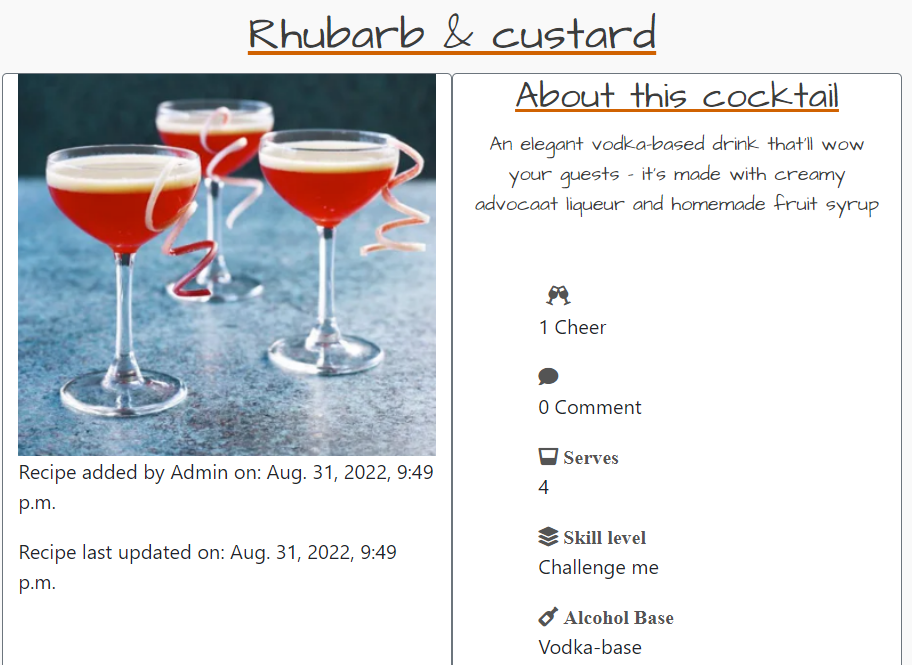 Rhubarb & custard
Recipe added by Admin on: Aug. 31, 2022, 9:49
p.m.
Recipe last updated on: Aug. 31, 2022, 9:49
p.m.
About this cocktail
An elegant vodka-based drink that'll wow
your guests - it's made with creamy
advocaat liqueur and homemade fruit syrup
1 Cheer
0 Comment
Serves
4
Skill level
Challenge me
Alcohol Base
Vodka-base